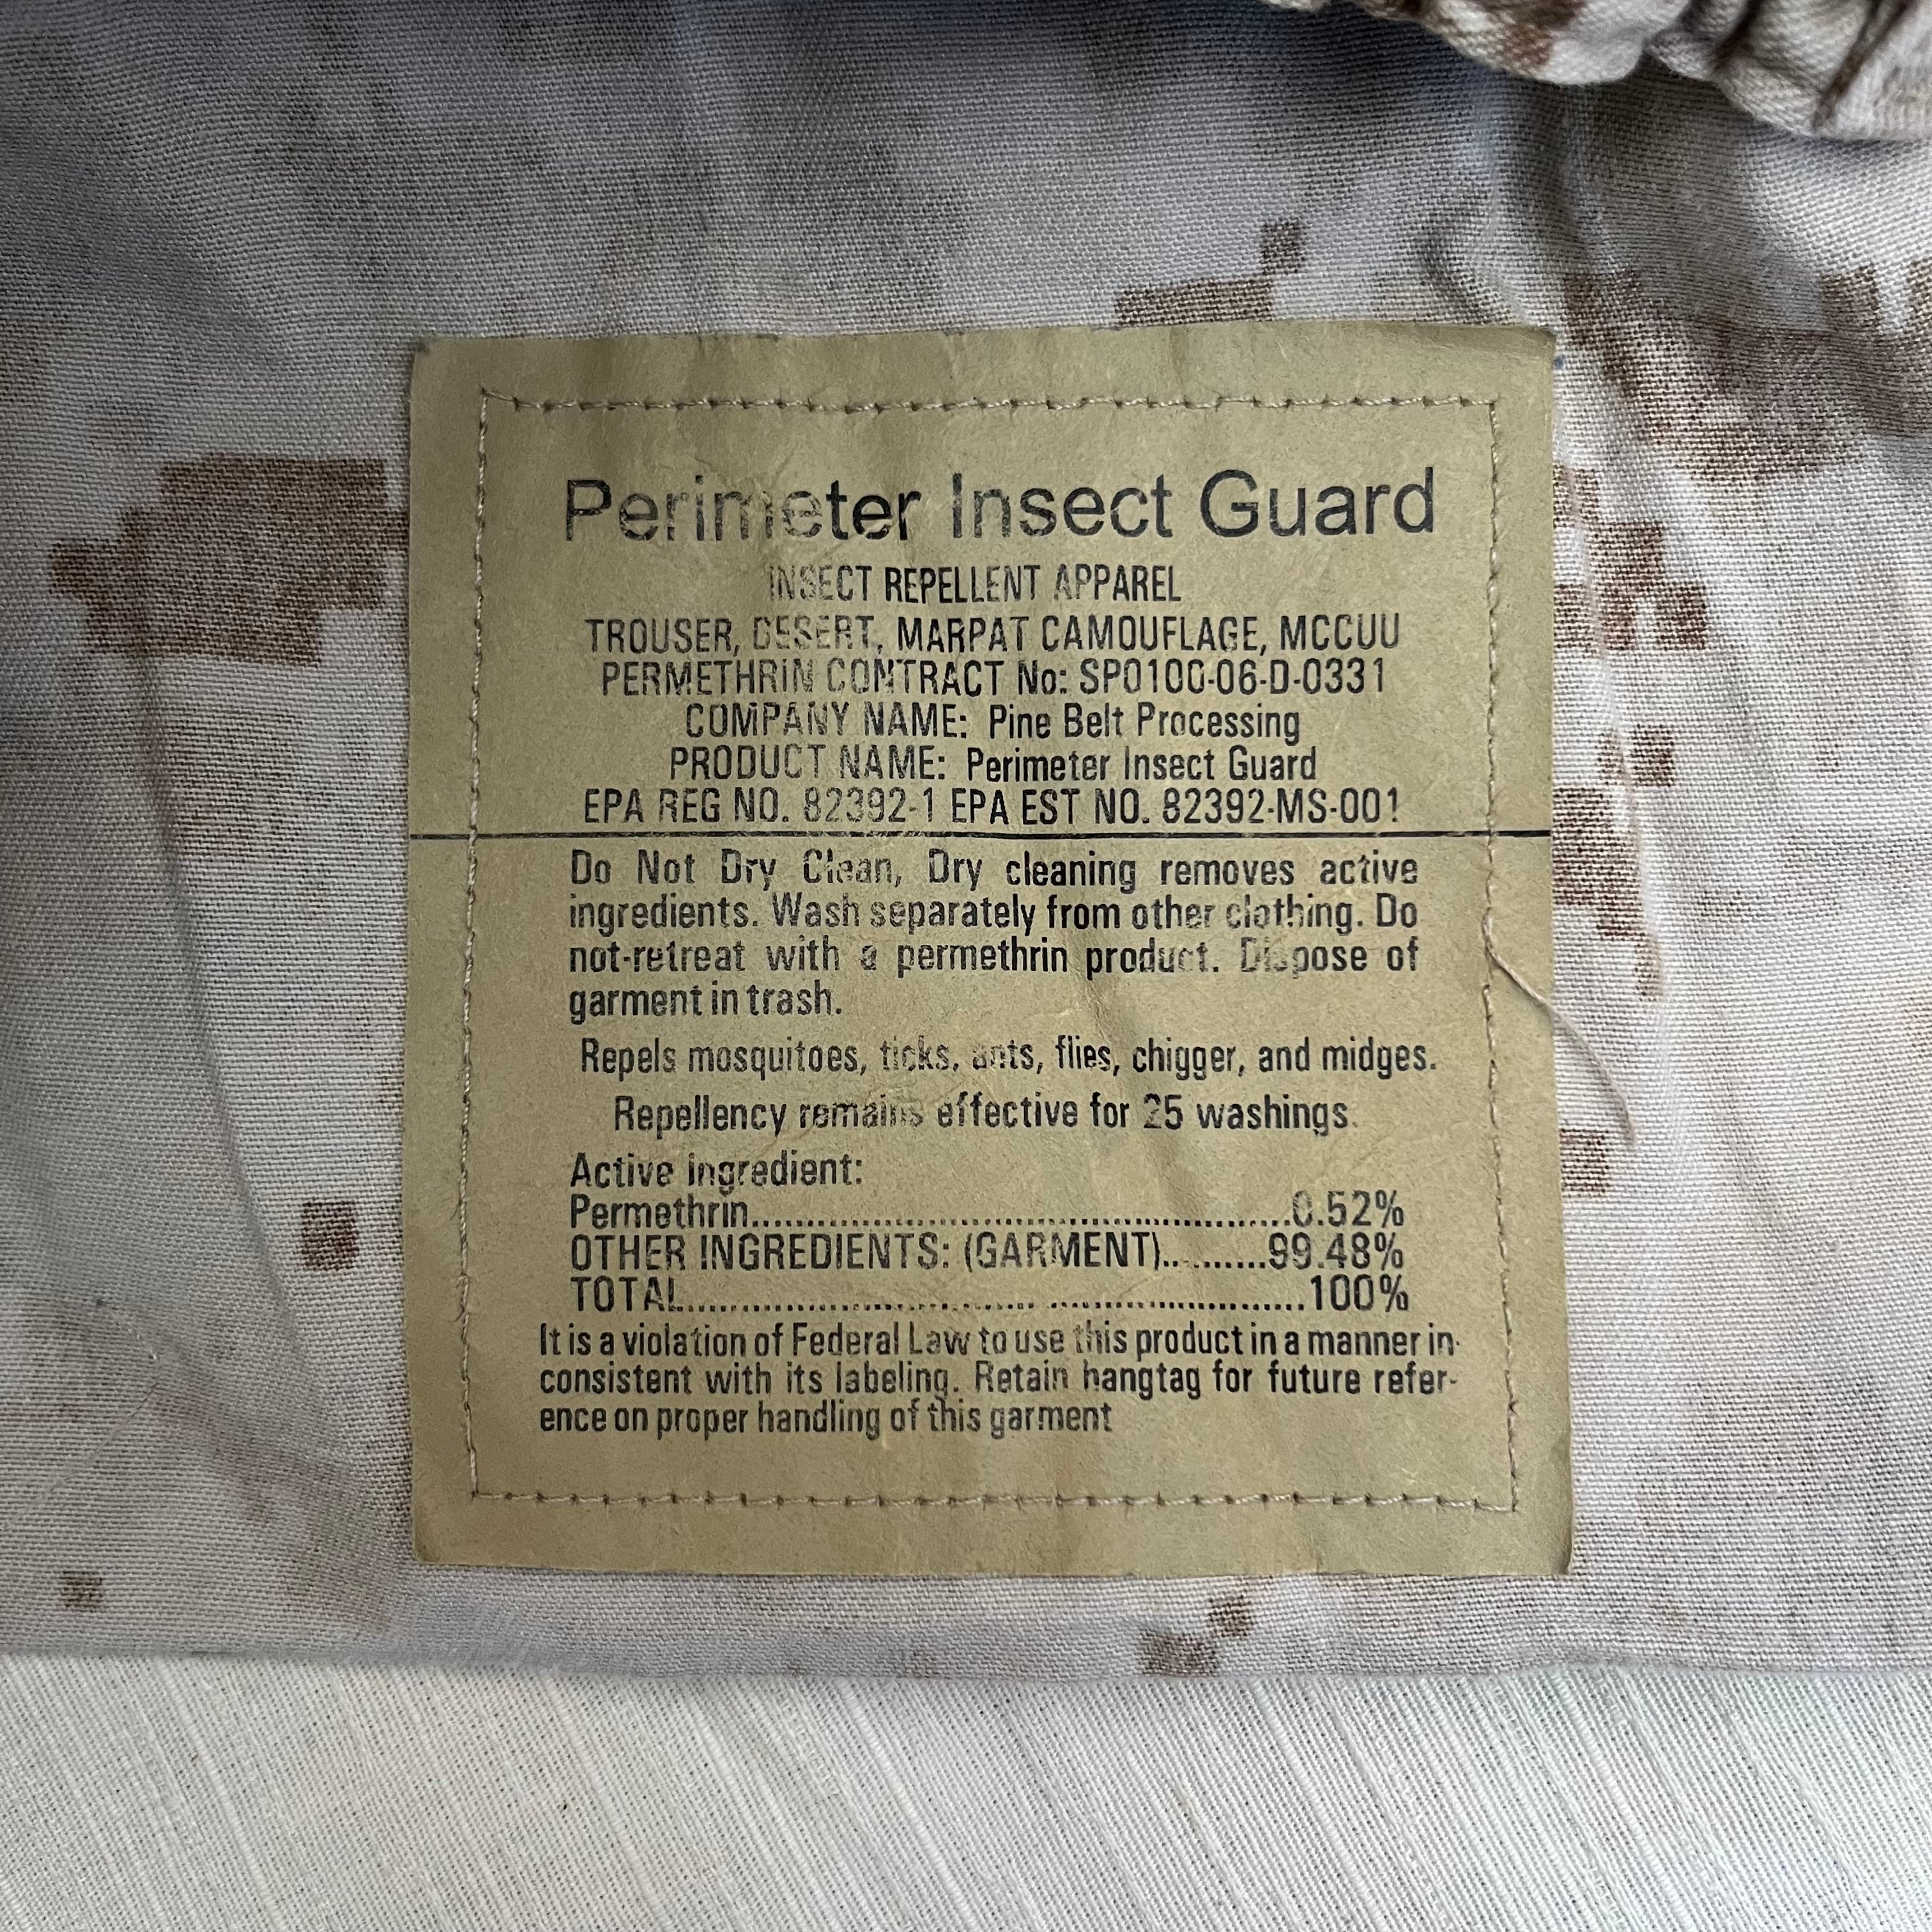 Perimeter Insect Guard
INSECT REPELLENT APPAREL
TROUSER, DESERT, MARPAT CAMOUFLAGE, MCCUU
PERMETHRIN CONTRACT No: SP0100-06-D-0331
COMPANY NAME: Pine Belt Processing
PRODUCT NAME: Perimeter Insect Guard
EPA REG NO. 82392-1 EPA EST NO. 82392-MS-001
Do Not Dry Clean, Dry cleaning removes active
ingredients. Wash separately from other clothing. Do
not-retreat with a permethrin product. Dispose of
garment in trash.
Repels mosquitoes, ticks, ants, flies, chigger, and midges.
Repellency remains effective for 25 washings.
Active ingredient:
Permethrin..................................................0.52%
OTHER INGREDIENTS: (GARMENT)..........99.48%
TOTAL..........................................................100%
It is a violation of Federal Law to use this product in a manner in-
consistent with its labeling. Retain hangtag for future refer-
ence on proper handling of this garment